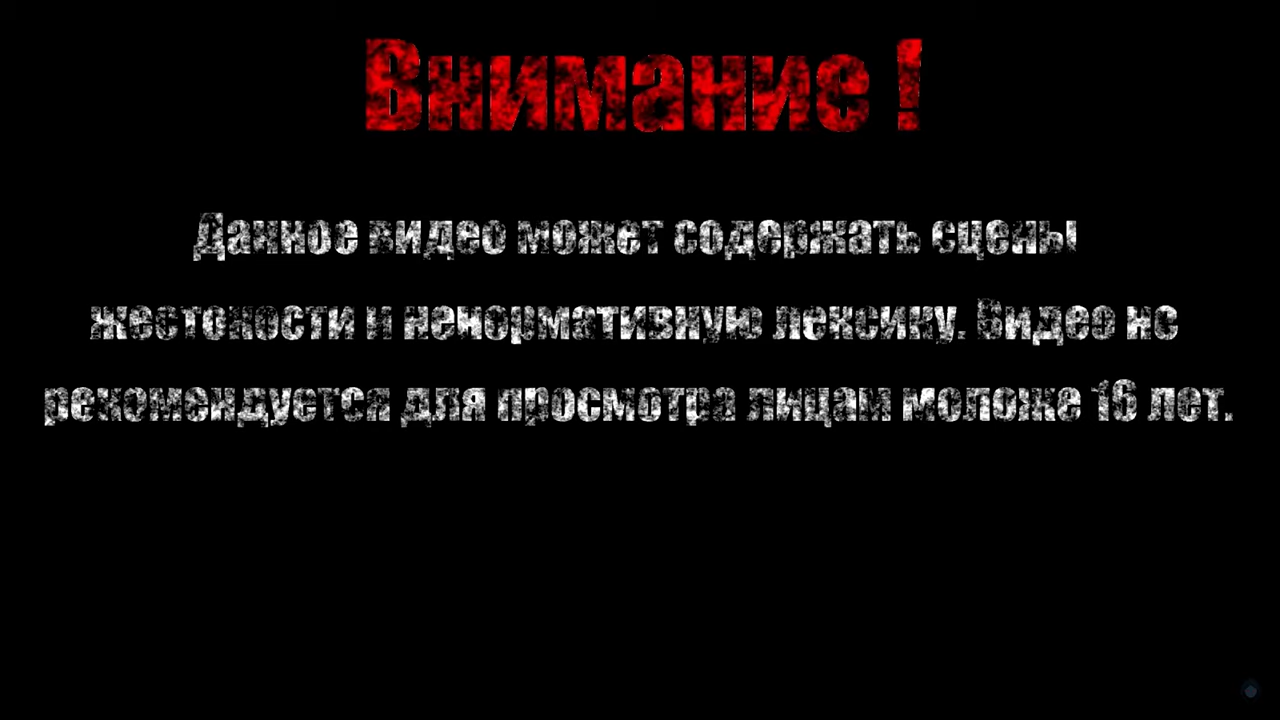 Внимание !
Данное видео может содержать сцены
жестокости и ненормативную лексику. Видео не
рекомендуется для просмотра лицам моложе 16 лет.